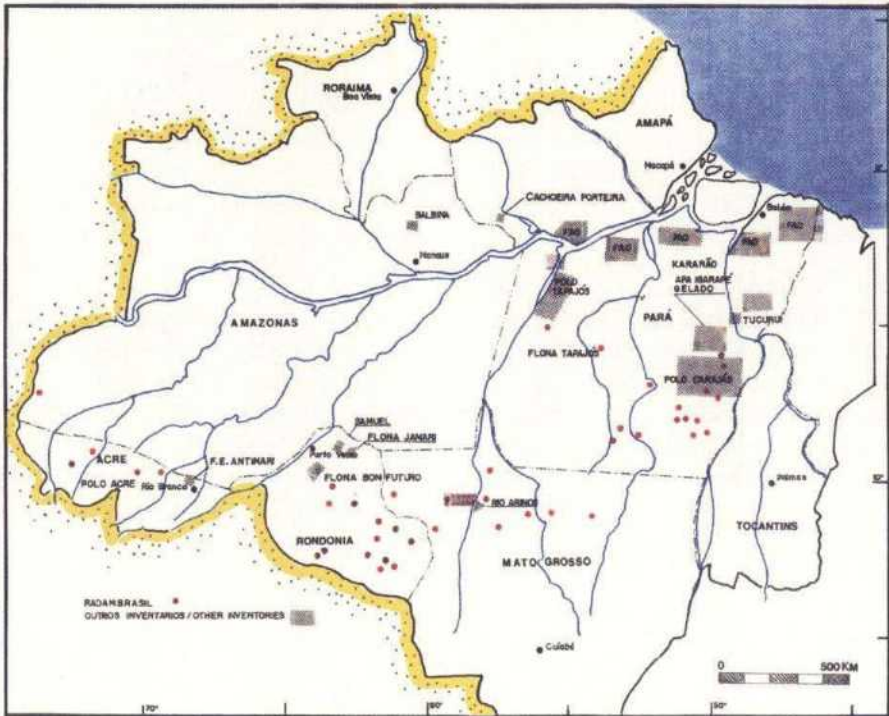 RORAIMA
Boa Vista
AMAPÁ
Macapá
CACHOEIRA PORTEIRA
BALBINA
Manaus
Belém
FAO
FAO
FAO
FAO
FAO
KARARÃO
APA IGARAPÉ
GELADO
POLO
TAPAJÓS
PARÁ
TUCURUI
AMAZONAS
FLONA TAPAJÓS
POLO CARAJÁS
SAMUEL
FLONA JAMARI
Porto Velho
ACRE
F.E. ANTIMARI
POLO ACRE
Rio Branco
FLONA BOM FUTURO
RIO ARINOS
Palmas
TOCANTINS
RONDONIA
MATO GROSSO
RADAMBRASIL
OUTROS INVENTARIOS/OTHER INVENTORIES
Cuiabá
0 500 KM
70°
60°
50°